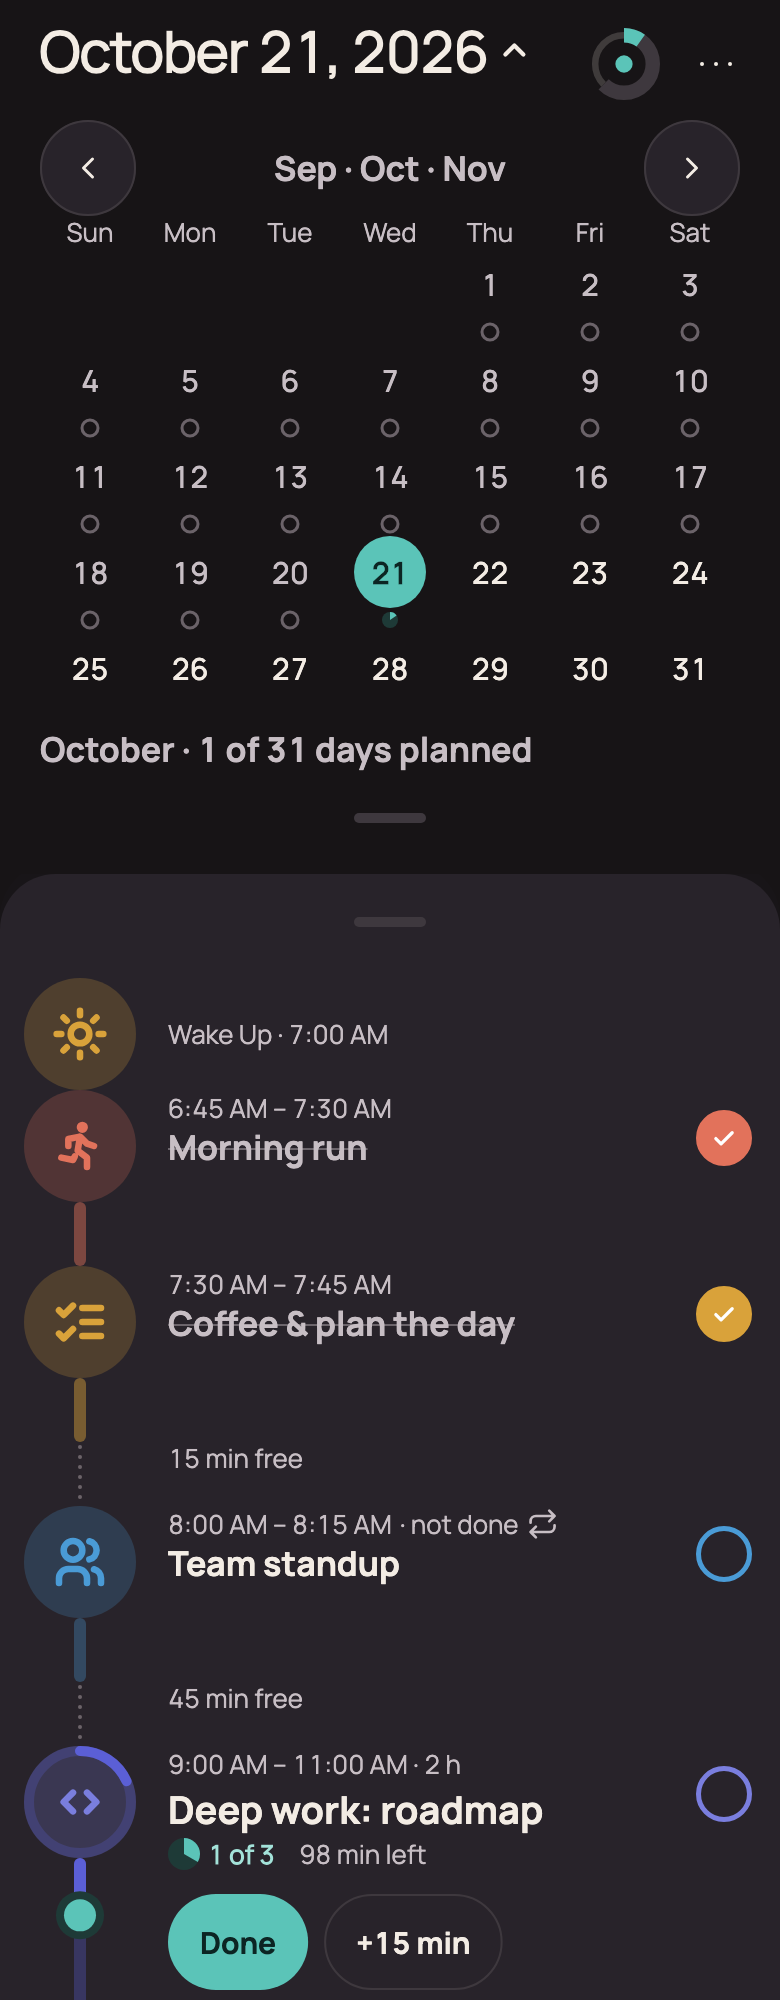 October 21, 2026
Sep · Oct · Nov
Sun Mon Tue Wed Thu Fri Sat
1 2 3
4 5 6 7 8 9 10
11 12 13 14 15 16 17
18 19 20 21 22 23 24
25 26 27 28 29 30 31
October · 1 of 31 days planned
Wake Up · 7:00 AM
6:45 AM – 7:30 AM
Morning run
7:30 AM – 7:45 AM
Coffee & plan the day
15 min free
8:00 AM – 8:15 AM · not done
Team standup
45 min free
9:00 AM – 11:00 AM · 2 h
Deep work: roadmap
1 of 3 98 min left
Done +15 min